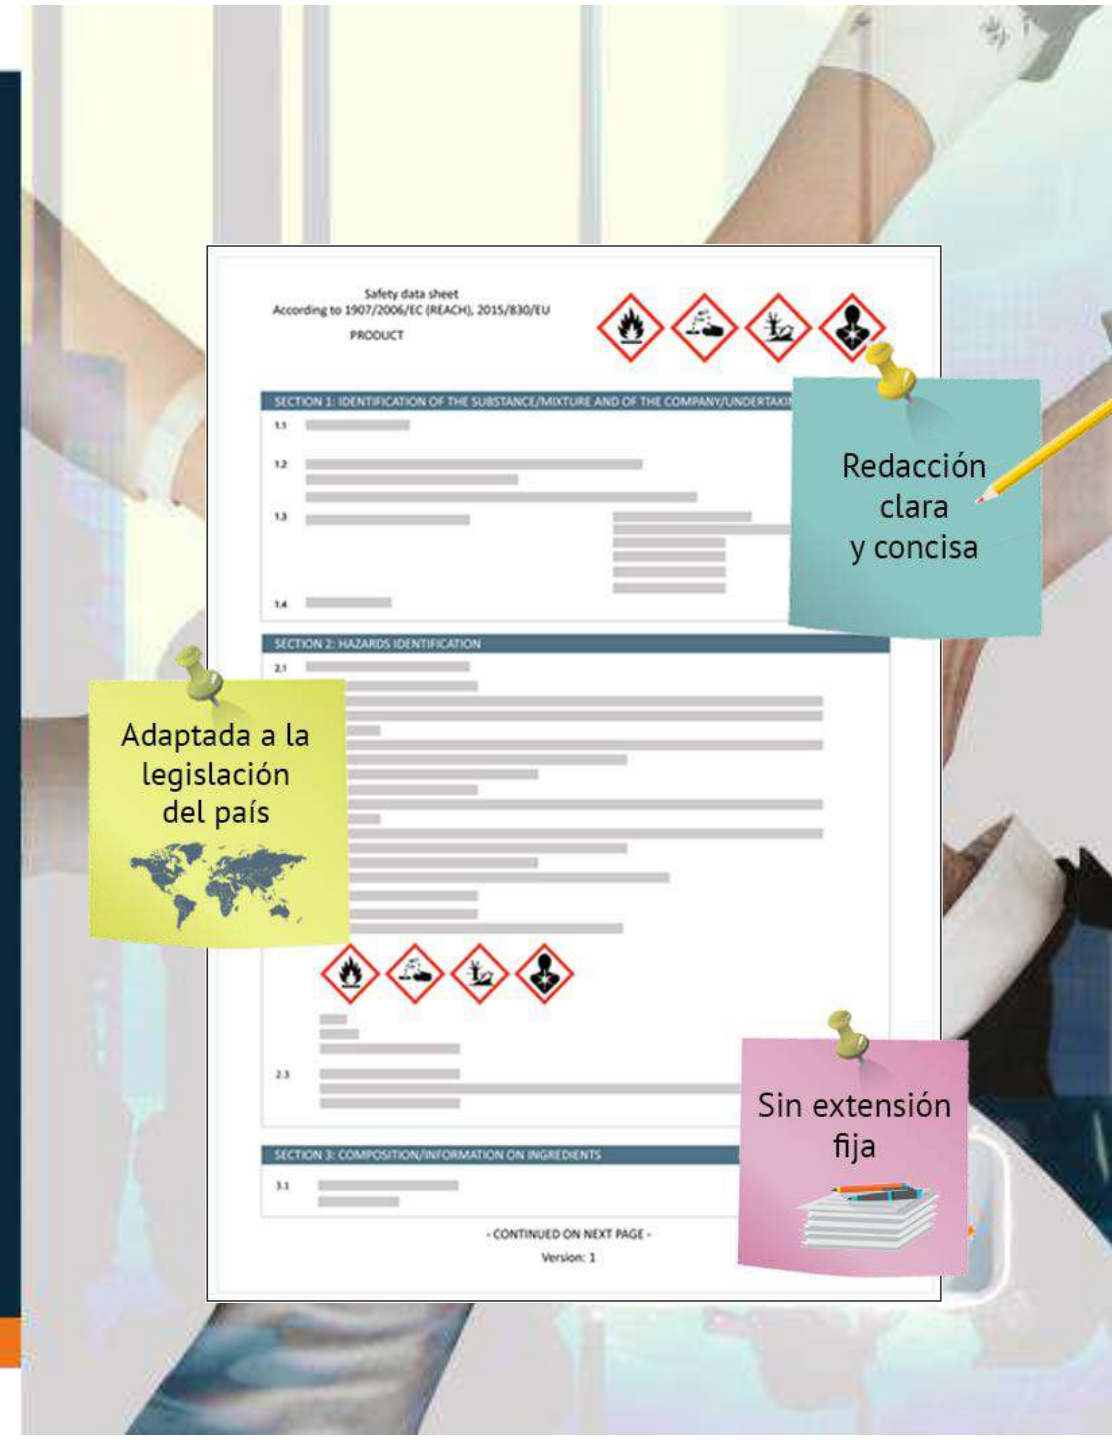 Safety data sheet
According to 1907/2006/EC (REACH), 2015/830/EU
PRODUCT
SECTION 1: IDENTIFICATION OF THE SUBSTANCE/MIXTURE AND OF THE COMPANY/UNDERTAKIN
1.1
1.2
1.3
1.4
Redacción
clara
y concisa
SECTION 2: HAZARDS IDENTIFICATION
2.1
Adaptada a la
legislación
del país
2.3
Sin extensión
fija
SECTION 3: COMPOSITION/INFORMATION ON INGREDIENTS
3.1
- CONTINUED ON NEXT PAGE -
Version: 1